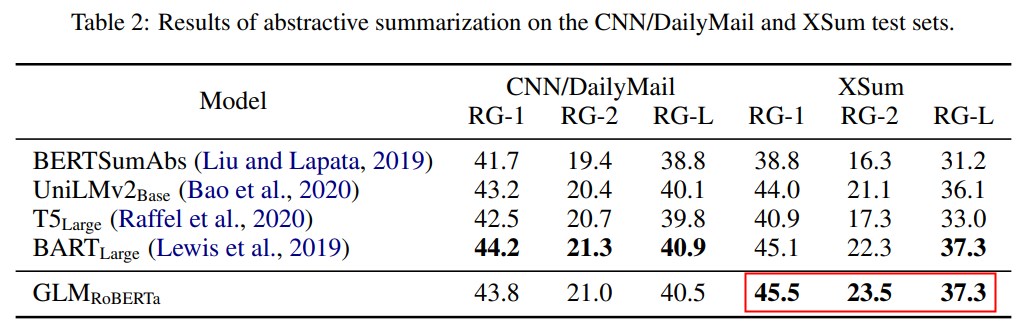 Table 2: Results of abstractive summarization on the CNN/DailyMail and XSum test sets.
Model CNN/DailyMail XSum
RG-1 RG-2 RG-L RG-1 RG-2 RG-L
BERTSumAbs (Liu and Lapata, 2019) 41.7 19.4 38.8 38.8 16.3 31.2
UniLMv2Base (Bao et al., 2020) 43.2 20.4 40.1 44.0 21.1 36.1
T5Large (Raffel et al., 2020) 42.5 20.7 39.8 40.9 17.3 33.0
BARTLarge (Lewis et al., 2019) 44.2 21.3 40.9 45.1 22.3 37.3
GLMRoBERTa 43.8 21.0 40.5 45.5 23.5 37.3